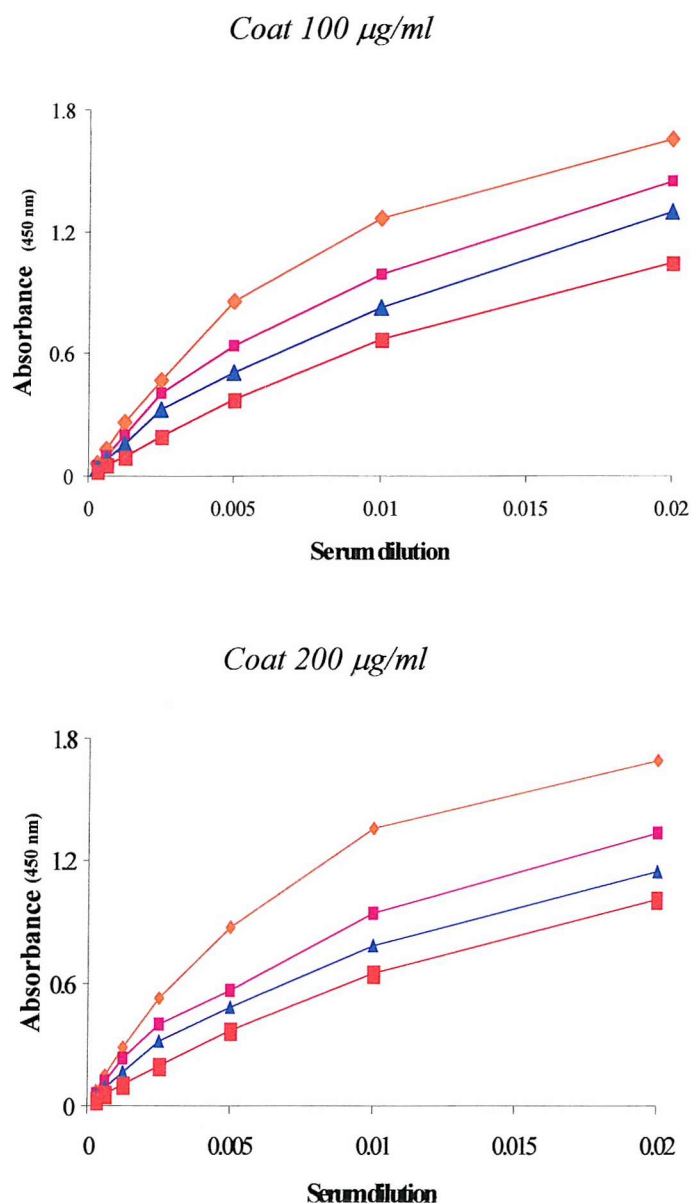 Coat 100 μg/ml
1.8
1.2
0.6
0
Absorbance (450 nm)
0 0.005 0.01 0.015 0.02
Serum dilution
Coat 200 μg/ml
1.8
1.2
0.6
0
Absorbance (450 nm)
0 0.005 0.01 0.015 0.02
Serum dilution